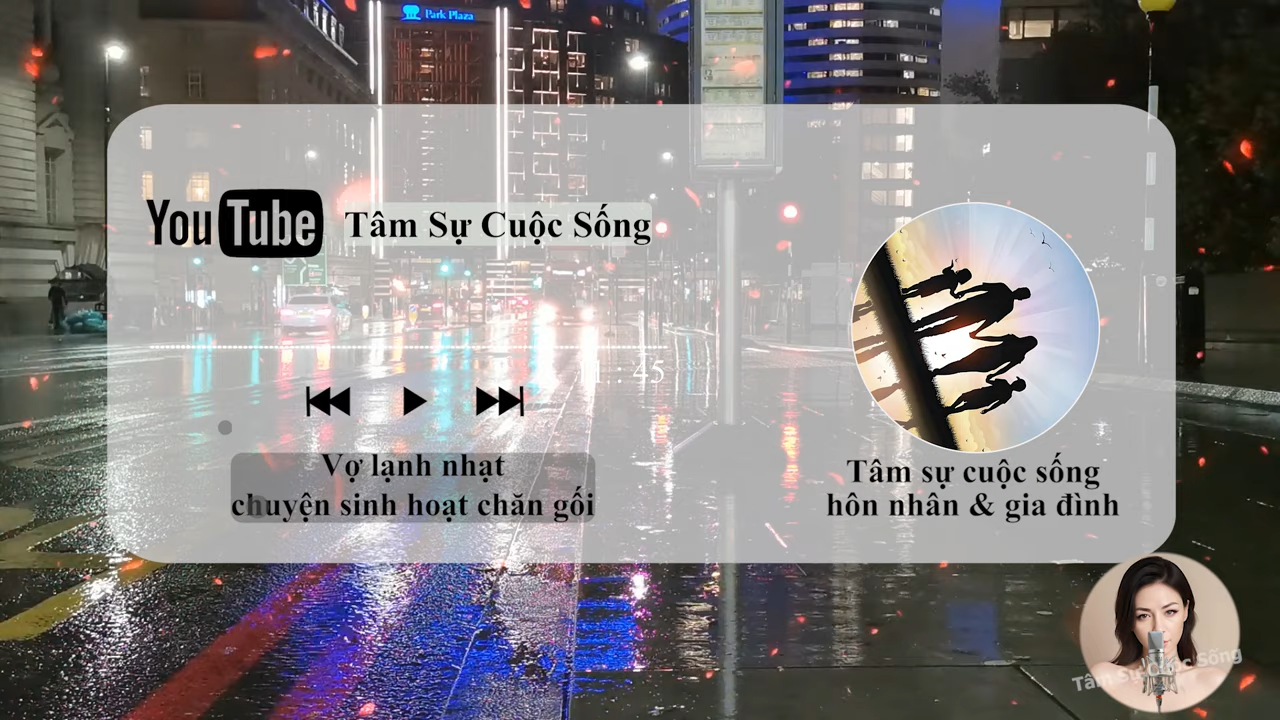 Park Plaza
YouTube
Tâm Sự Cuộc Sống
11 : 45
Vợ lạnh nhạt
chuyện sinh hoạt chăn gối
Tâm sự cuộc sống
hôn nhân & gia đình
Tâm Sự Cuộc Sống